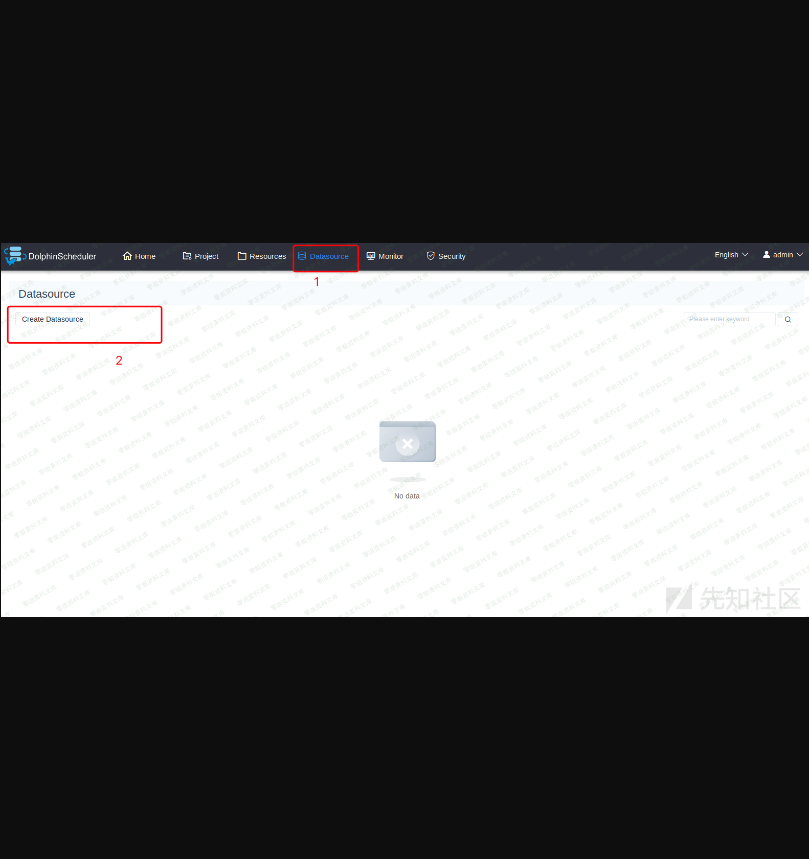 DolphinScheduler Home Project Resources Datasource Monitor Security English admin
1
Datasource
Create Datasource Please enter keyword
2
No data
先知社区